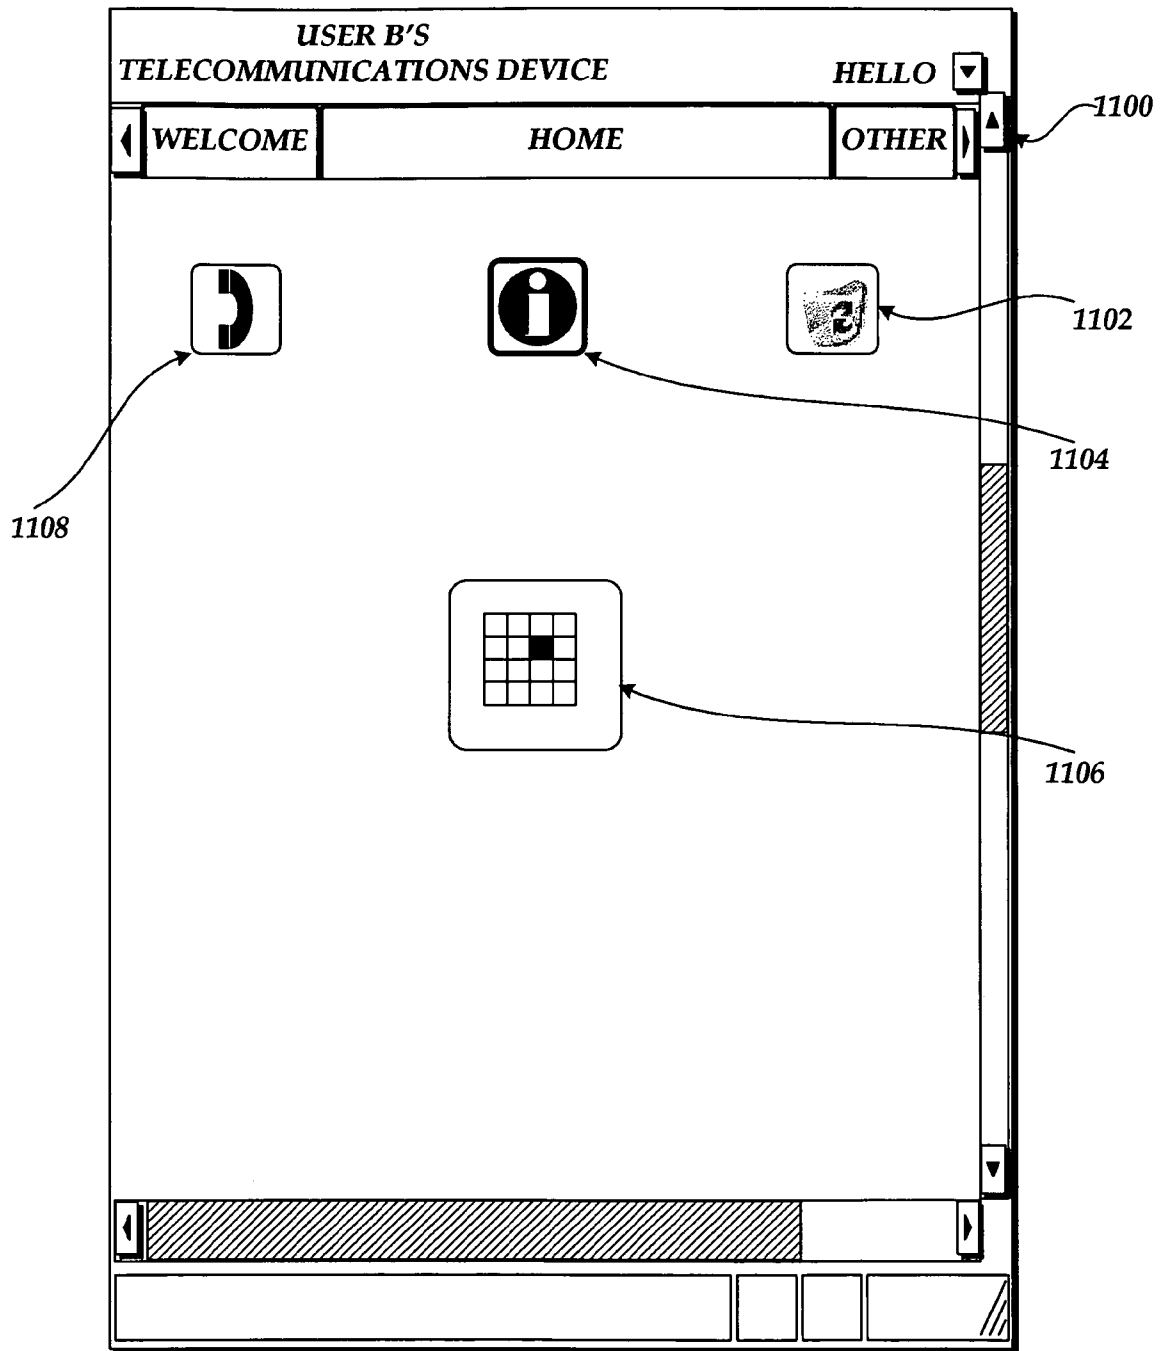 USER B'S
TELECOMMUNICATIONS DEVICE
HELLO
1100
WELCOME
HOME
OTHER
1102
1104
1108
1106